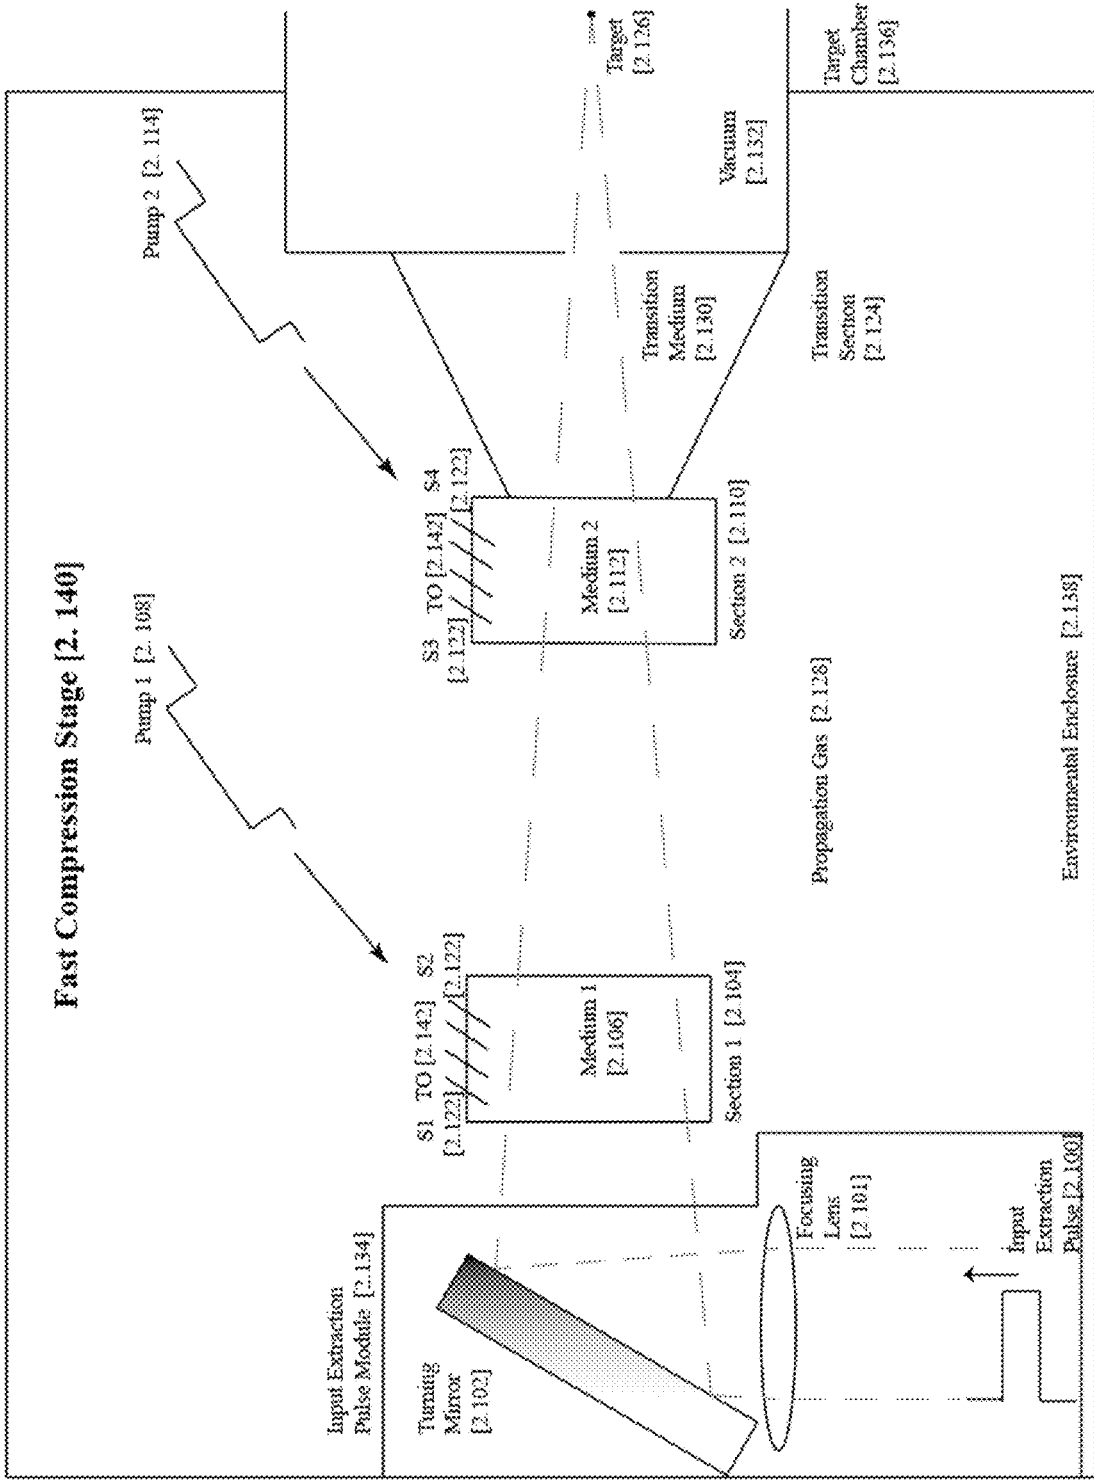 Fast Compression Stage [2. 140]
Pump 1 [2. 108]
Pump 2 [2. 114]
Input Extraction
Pulse Module [2.134]
Turning
Mirror
[2.102]
S1 TO [2.142] S2
[2.122] [2.122]
Medium 1
[2.106]
Section 1 [2.104]
S3 TO [2.142] S4
[2.122] [2.122]
Medium 2
[2.112]
Section 2 [2.110]
Transition
Medium
[2.130]
Transition
Section
[2.124]
Target
[2.126]
Vacuum
[2.132]
Target
Chamber
[2.136]
Focusing
Lens
[2.101]
Input
Extraction
Pulse [2.100]
Propagation Gas [2.128]
Environmental Enclosure [2.138]